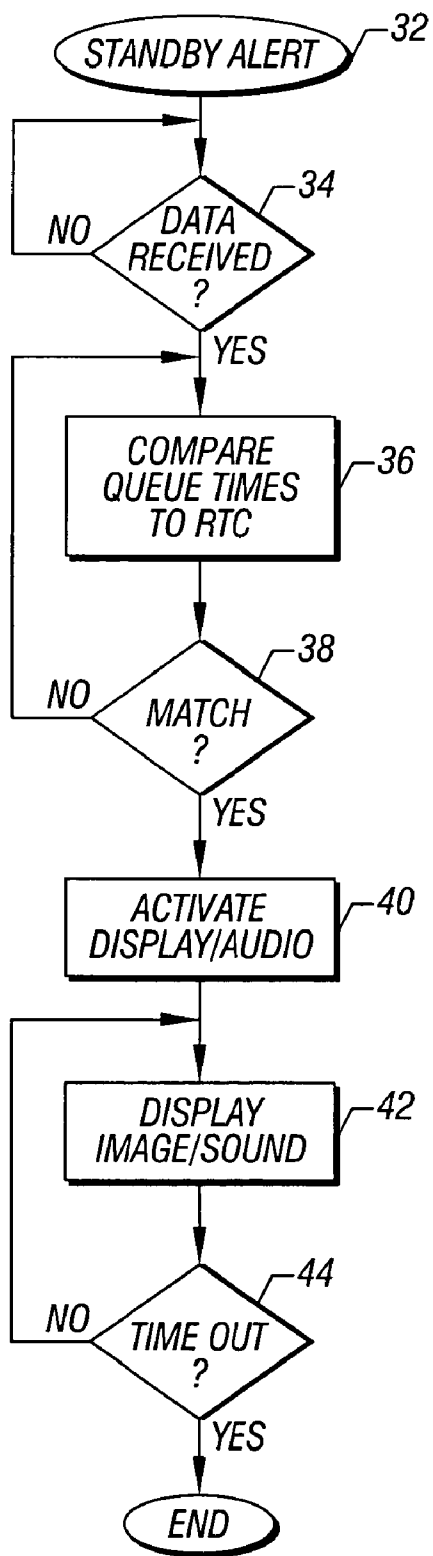 STANDBY ALERT
32
34
DATA
RECEIVED
?
NO
YES
COMPARE
QUEUE TIMES
TO RTC
36
38
NO
MATCH
?
YES
ACTIVATE
DISPLAY/AUDIO
40
DISPLAY
IMAGE/SOUND
42
44
NO
TIME OUT
?
YES
END